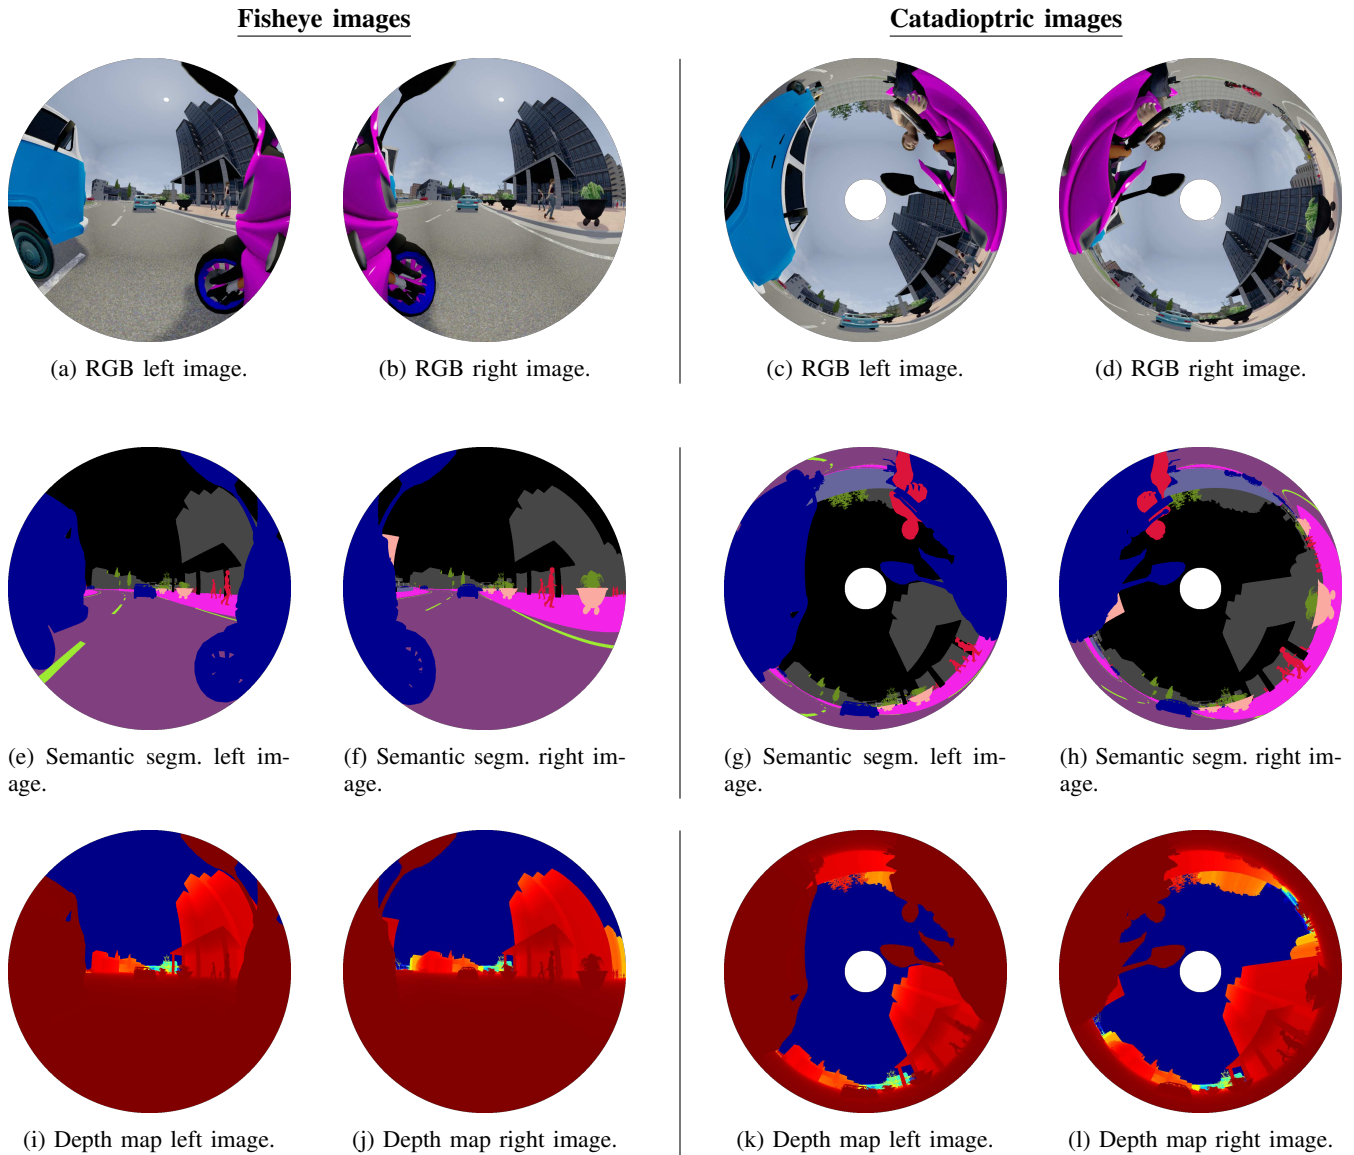 Fisheye images
Catadioptric images
(a) RGB left image.
(b) RGB right image.
(c) RGB left image.
(d) RGB right image.
(e) Semantic segm. left im-
age.
(f) Semantic segm. right im-
age.
(g) Semantic segm. left im-
age.
(h) Semantic segm. right im-
age.
(i) Depth map left image.
(j) Depth map right image.
(k) Depth map left image.
(l) Depth map right image.